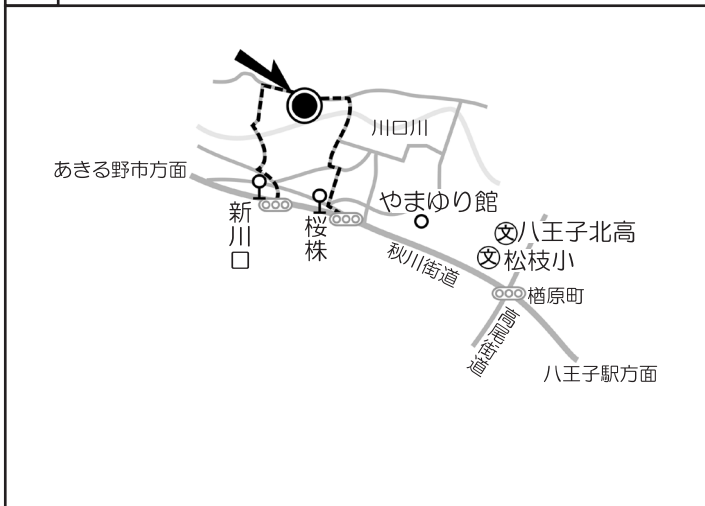 川口川
あきる野市方面
やまゆり館
新川口
桜株
文八王子北高
秋川街道
文松枝小
楢原町
高尾街道
八王子駅方面